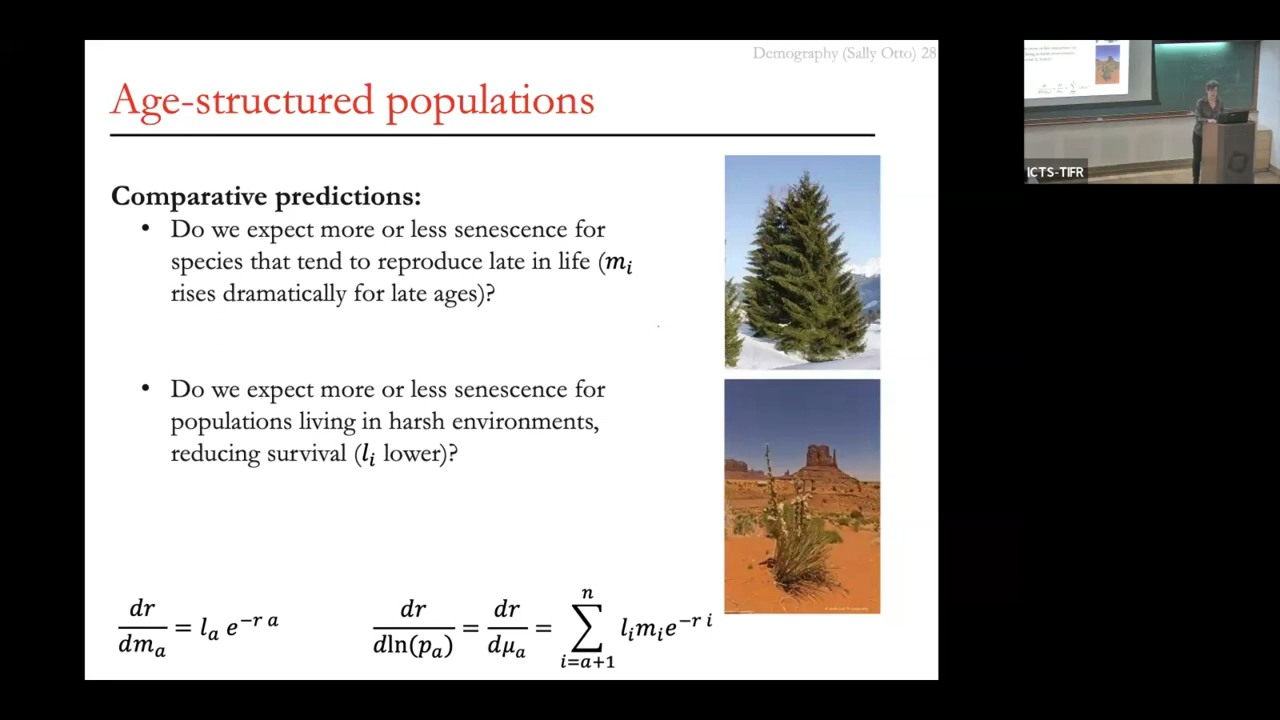 Demography (Sally Otto) 28
Age-structured populations
Comparative predictions:
• Do we expect more or less senescence for
species that tend to reproduce late in life (mᵢ
rises dramatically for late ages)?
• Do we expect more or less senescence for
populations living in harsh environments,
reducing survival (lᵢ lower)?
dr/dmₐ = lₐ e^(-r a)
dr/dln(pₐ) = dr/dμₐ = ∑_{i=a+1}^{n} lᵢmᵢe^(-r i)
ICTS-TIFR